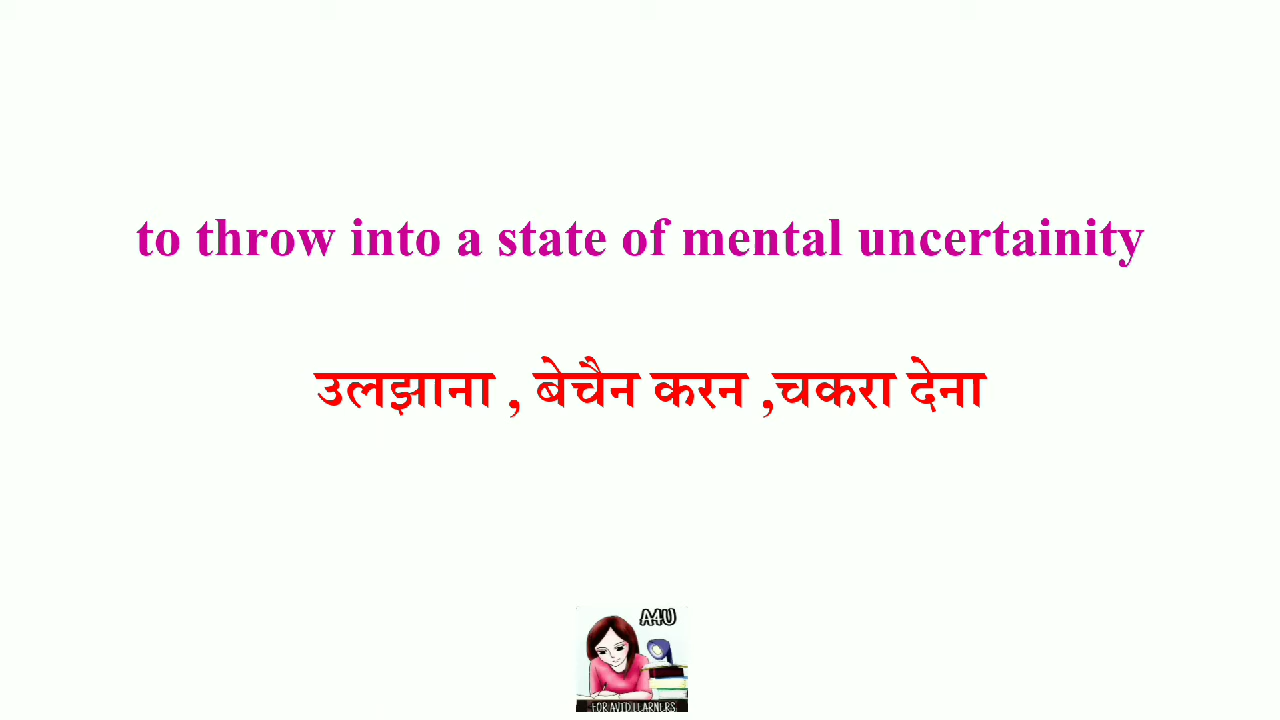 to throw into a state of mental uncertainity
उलझाना , बेचैन करन ,चकरा देना
A4U
FOR AVID LEARNERS